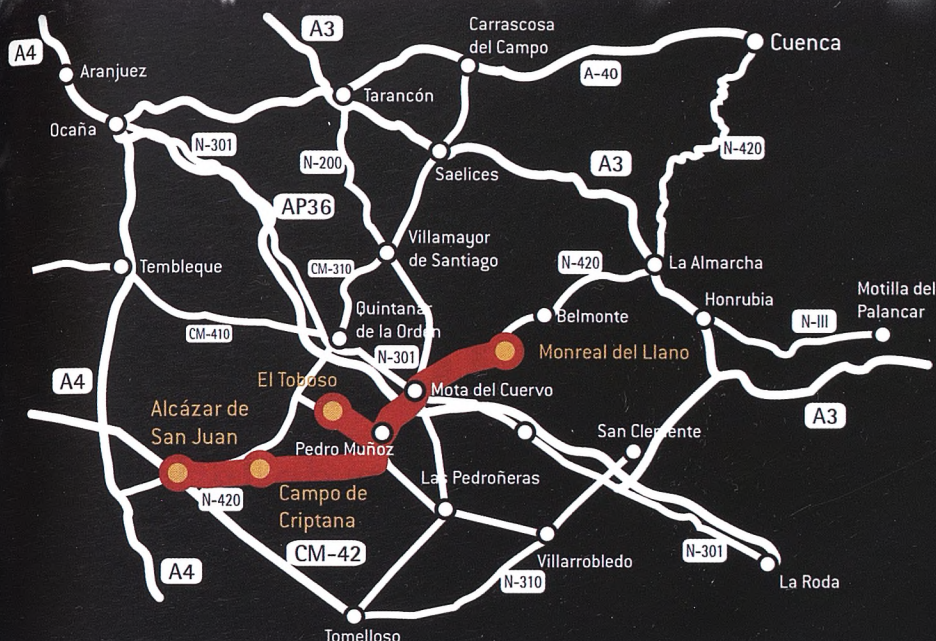 A4
A3
Carrascosa
del Campo
Cuenca
Aranjuez
A-40
Tarancón
Ocaña
N-301
N-200
N-420
A3
Saelices
AP36
Villamayor
de Santiago
CM-310
N-420
La Almarcha
Tembleque
Motilla del
Palancar
Honrubia
Quintanar
de la Orden
Belmonte
N-III
CM-410
N-301
Monreal del Llano
A4
El Toboso
Mota del Cuervo
A3
Alcázar de
San Juan
San Clemente
Pedro Muñoz
Las Pedroñeras
N-420
Campo de
Criptana
CM-42
N-301
Villarrobledo
A4
N-310
La Roda
Tomelloso